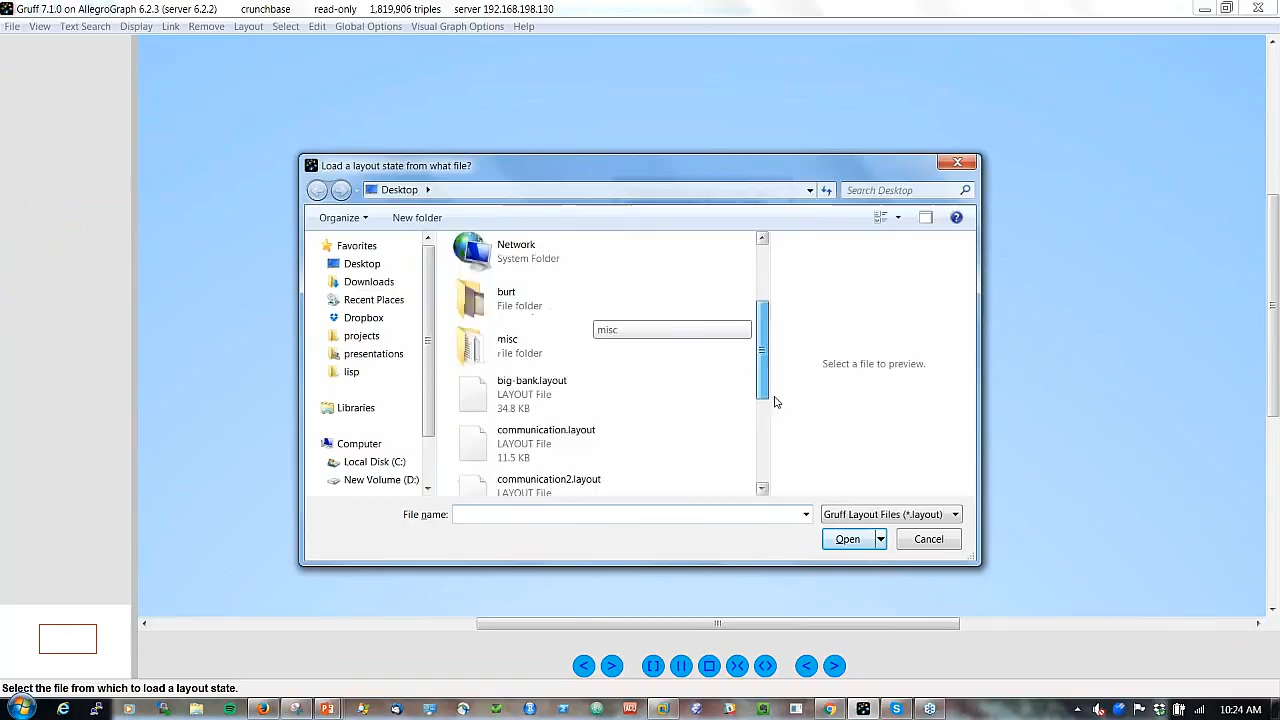 Gruff 7.1.0 on AllegroGraph 6.2.3 (server 6.2.2) crunchbase read-only 1,819,906 triples server 192.168.198.130
File View Text Search Display Link Select Remove Layout Select Edit Global Options Visual Graph Options Help
Load a layout state from what file?
Desktop
Search Desktop
Organize New folder
Favorites
Desktop
Downloads
Recent Places
Dropbox
projects
presentations
lisp
Libraries
Computer
Local Disk (C:)
New Volume (D:)
Network
System Folder
burt
File folder
misc
File folder
misc
big-bank.layout
LAYOUT File
34.8 KB
communication.layout
LAYOUT File
11.5 KB
communication2.layout
LAYOUT File
Select a file to preview.
File name:
Gruff Layout Files (*.layout)
Open Cancel
Select the file from which to load a layout state.
10:24 AM